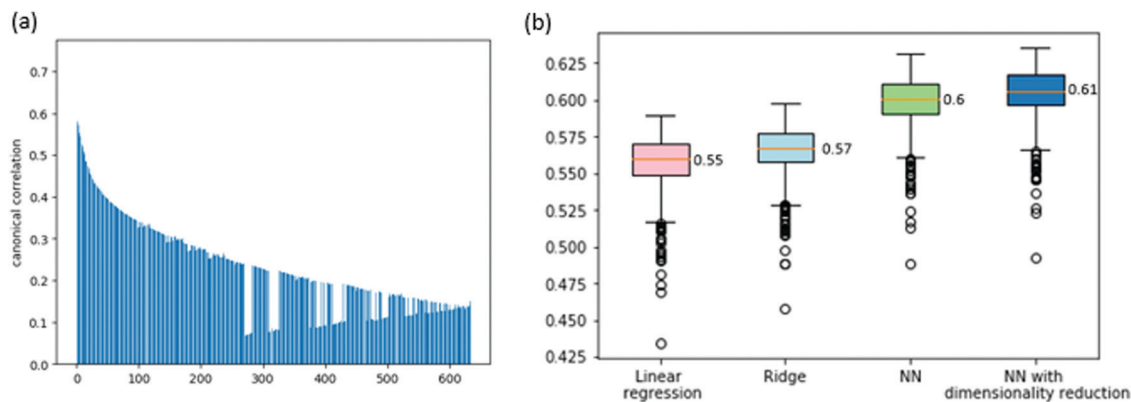 (a)
canonical correlation
0.7
0.6
0.5
0.4
0.3
0.2
0.1
0.0
0 100 200 300 400 500 600
(b)
0.625
0.600
0.575
0.550
0.525
0.500
0.475
0.450
0.425
0.55
0.57
0.6
0.61
Linear
regression
Ridge
NN
NN with
dimensionality reduction